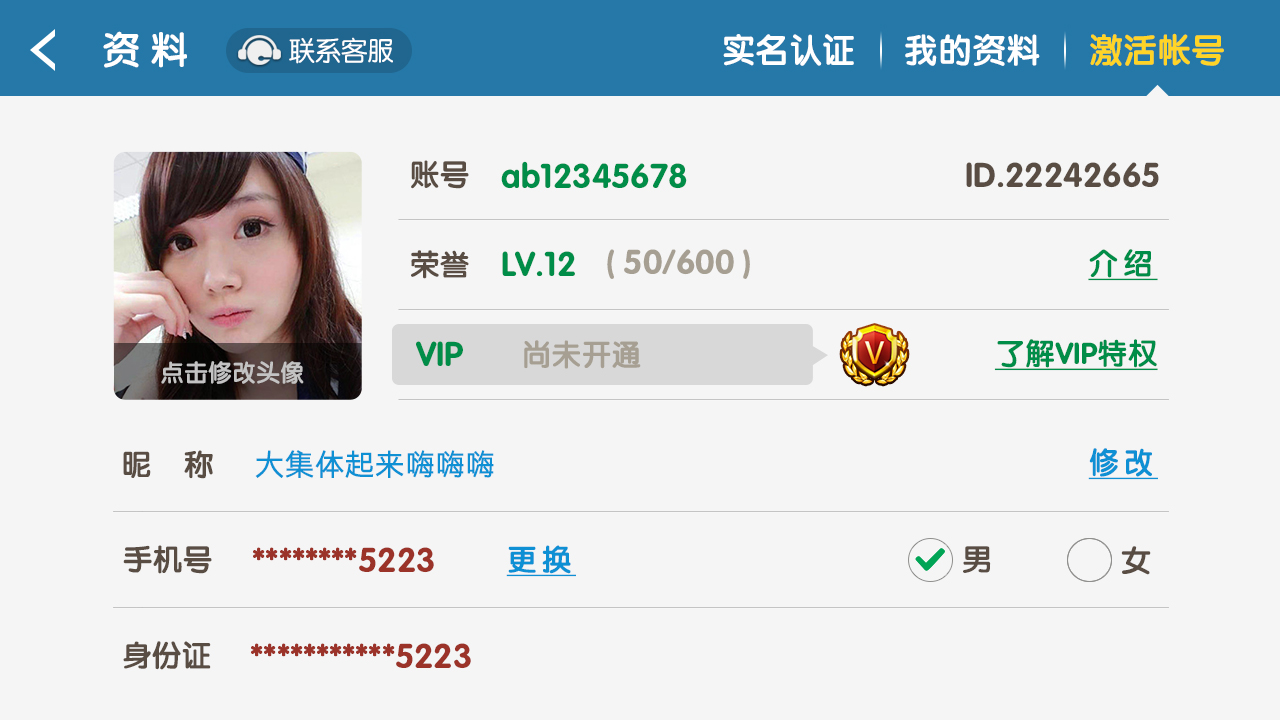 资料 联系客服 实名认证 我的资料 激活帐号
账号 ab12345678 ID.22242665
荣誉 LV.12 (50/600) 介绍
VIP 尚未开通 V 了解VIP特权
点击修改头像
昵 称 大集体起来嗨嗨嗨 修改
手机号 ********5223 更换 男 女
身份证 ***********5223